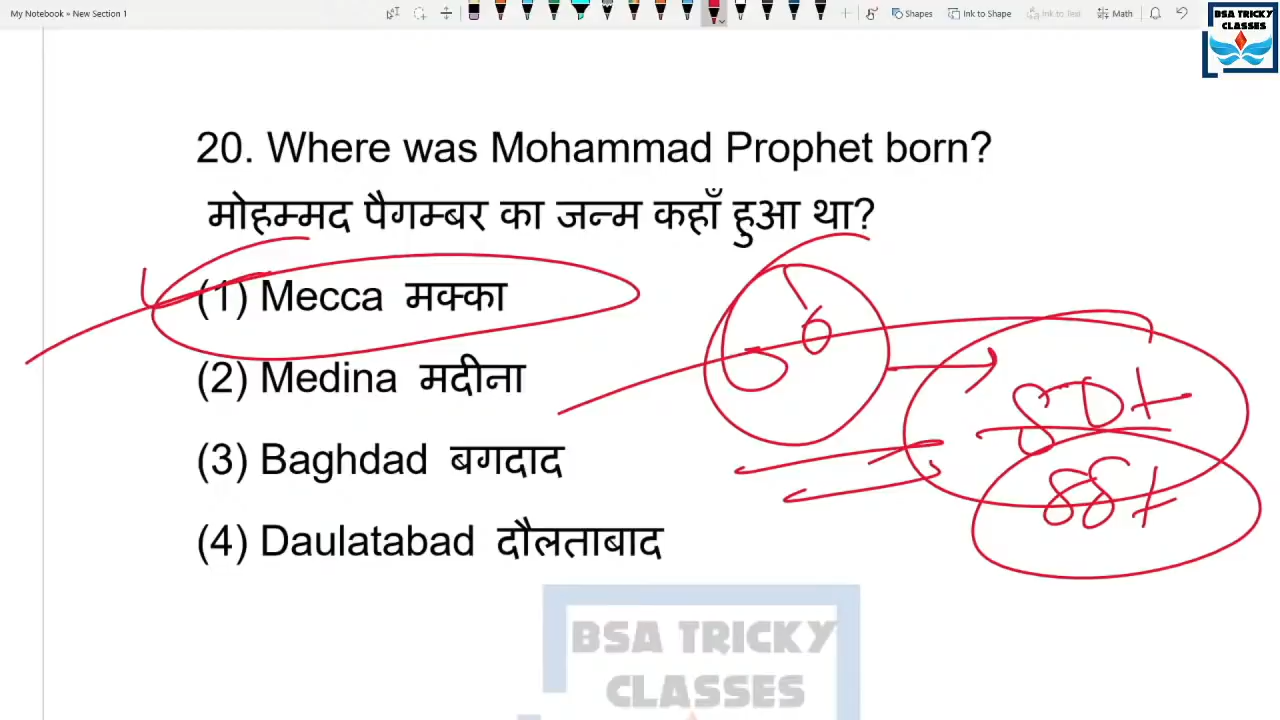 My Notebook » New Section 1
Shapes
Ink to Shape
Ink to Text
Math
BSA TRICKY
CLASSES
20. Where was Mohammad Prophet born?
मोहम्मद पैगम्बर का जन्म कहाँ हुआ था?
(1) Mecca मक्का
(2) Medina मदीना
(3) Baghdad बगदाद
(4) Daulatabad दौलताबाद
80+
88+
BSA TRICKY
CLASSES